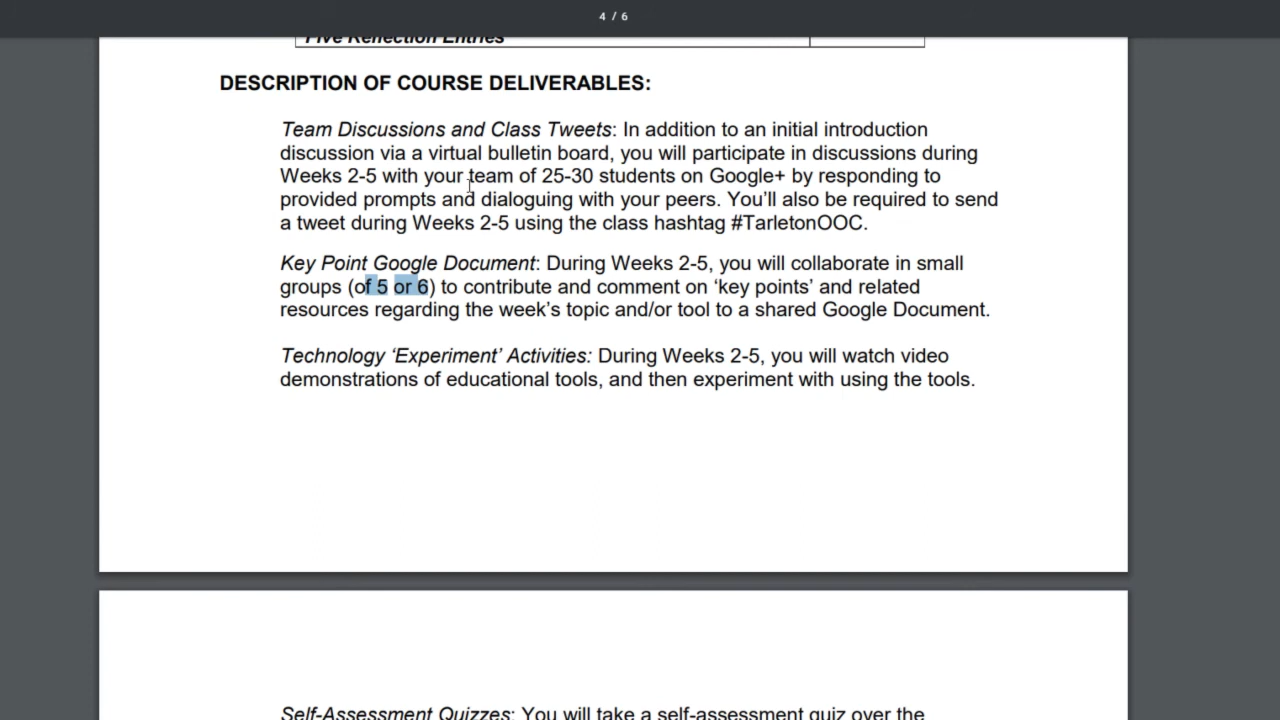 4 / 6
Five Reflection Entries
DESCRIPTION OF COURSE DELIVERABLES:
Team Discussions and Class Tweets: In addition to an initial introduction
discussion via a virtual bulletin board, you will participate in discussions during
Weeks 2-5 with your team of 25-30 students on Google+ by responding to
provided prompts and dialoguing with your peers. You’ll also be required to send
a tweet during Weeks 2-5 using the class hashtag #TarletonOOC.
Key Point Google Document: During Weeks 2-5, you will collaborate in small
groups (of 5 or 6) to contribute and comment on ‘key points’ and related
resources regarding the week’s topic and/or tool to a shared Google Document.
Technology ‘Experiment’ Activities: During Weeks 2-5, you will watch video
demonstrations of educational tools, and then experiment with using the tools.
Self-Assessment Quizzes: You will take a self-assessment quiz over the